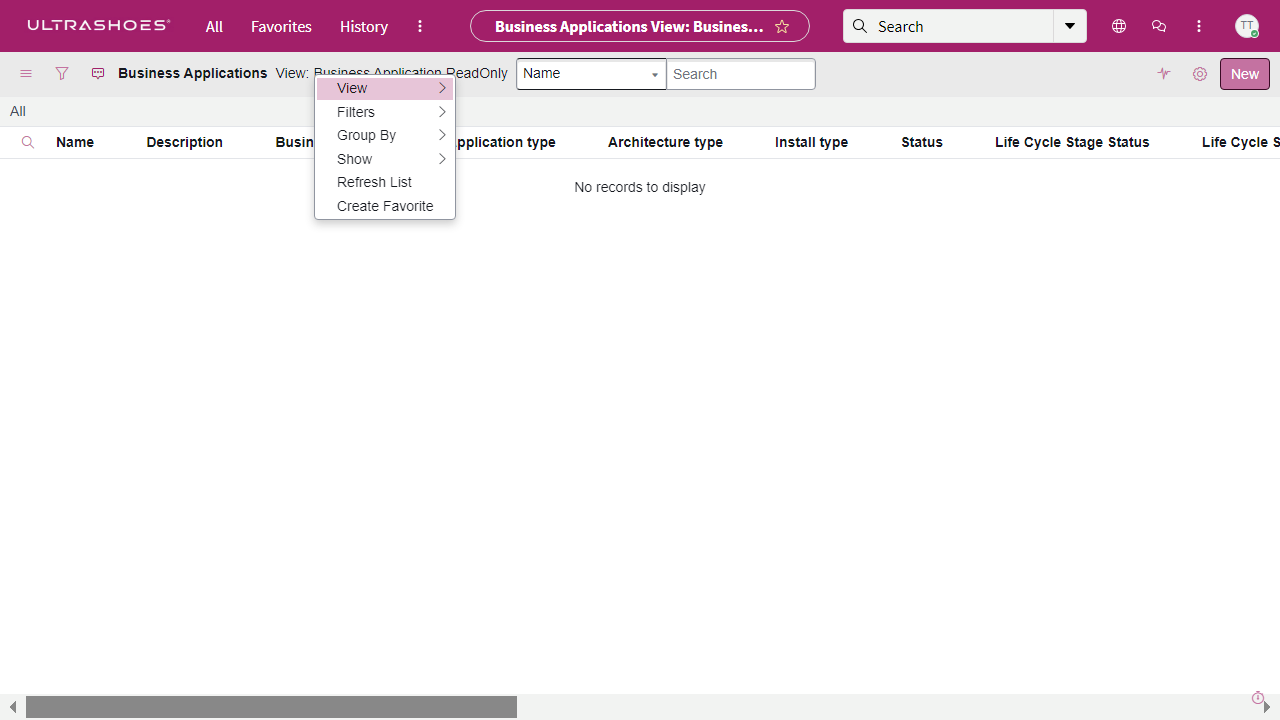 ULTRASHOES
All
Favorites
History
Business Applications View: Busines...
Search
TT
Business Applications
View: Business Application ReadOnly
Name
Search
New
All
Name
Description
Application type
Architecture type
Install type
Status
Life Cycle Stage Status
Life Cycle S
View
Filters
Group By
Show
Refresh List
Create Favorite
No records to display